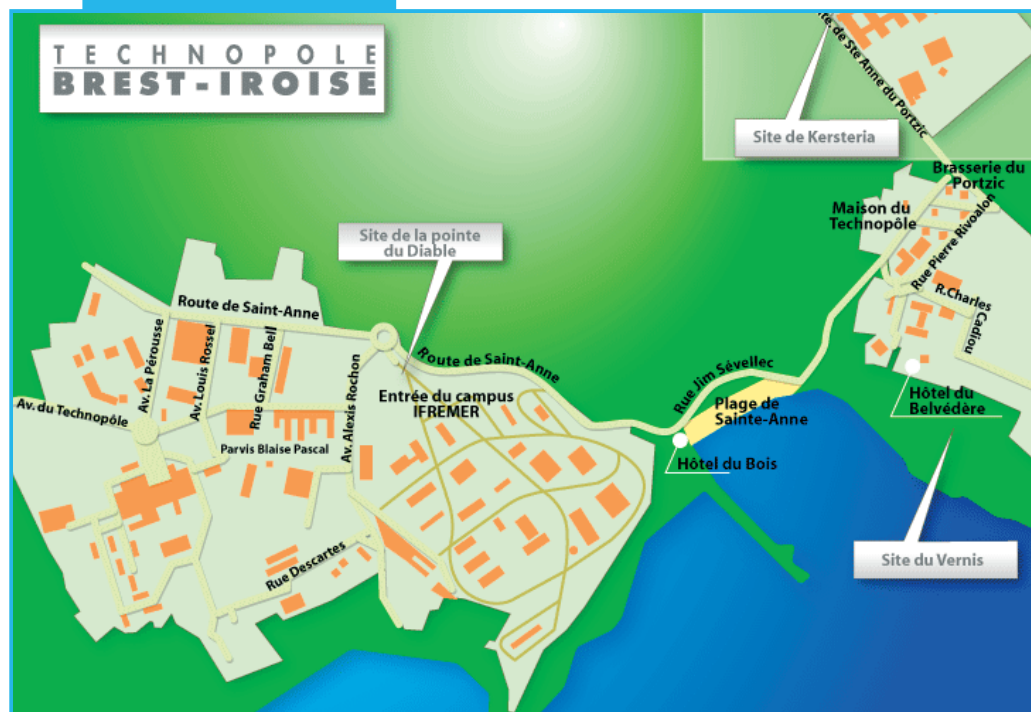 TECHNOPOLE
BREST-IROISE
te. de Ste Anne du Portzic
Site de Kersteria
Brasserie du
Portzic
Maison du
Technopôle
Rue Pierre Rivoalon
R.Charles
Cadiou
Site de la pointe
du Diable
Route de Saint-Anne
Route de Saint-Anne
Av. La Pérousse
Av. Louis Rossel
Rue Graham Bell
Av. Alexis Rochon
Entrée du campus
IFREMER
Rue Jim Sévellec
Plage de
Sainte-Anne
Hôtel du
Belvédère
Av. du Technopôle
Parvis Blaise Pascal
Hôtel du Bois
Rue Descartes
Site du Vernis